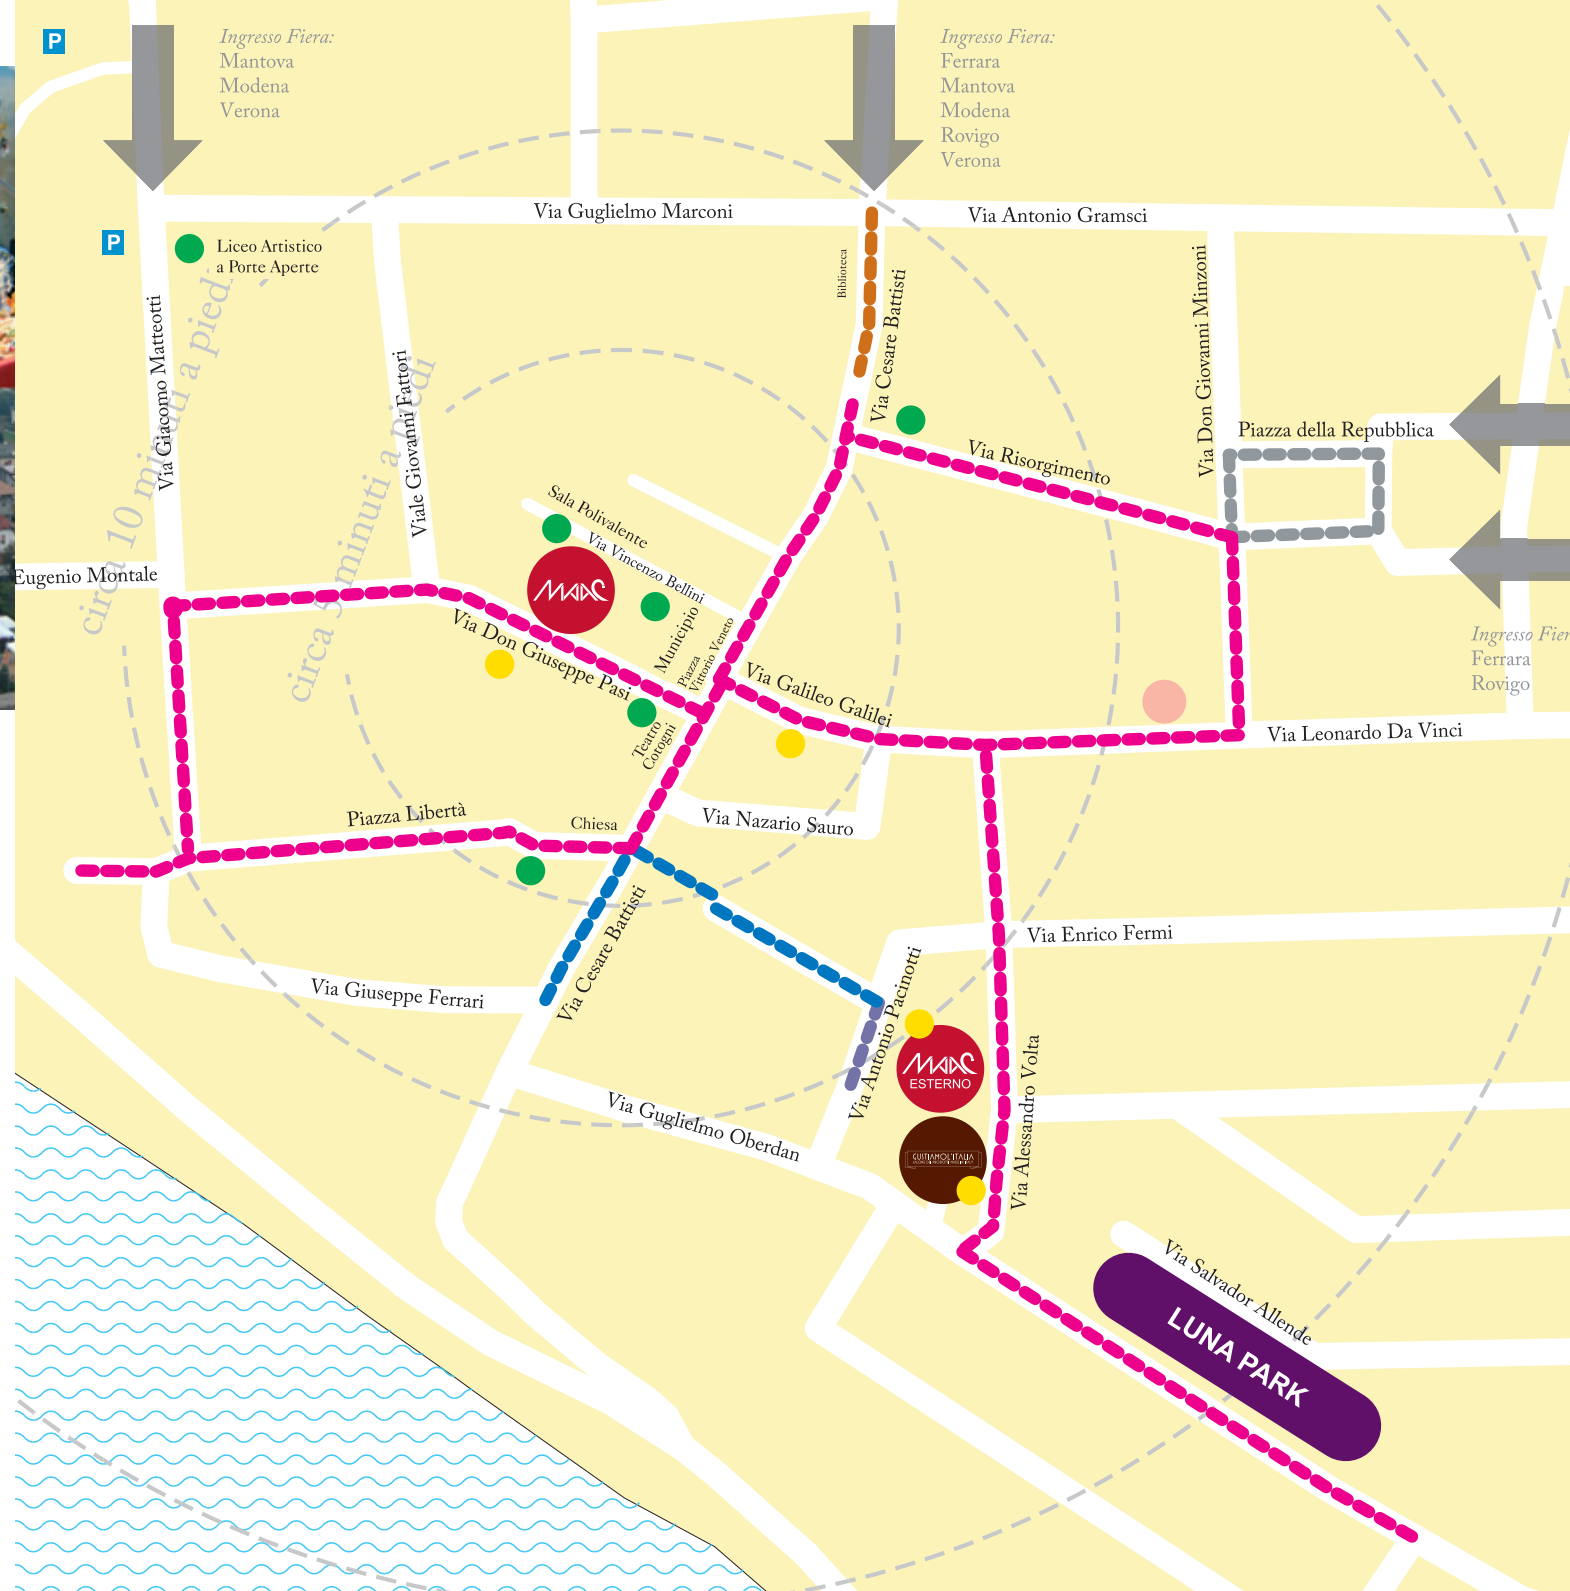 P
Ingresso Fiera:
Mantova
Modena
Verona
Ingresso Fiera:
Ferrara
Mantova
Modena
Rovigo
Verona
Via Guglielmo Marconi
Via Antonio Gramsci
P
Liceo Artistico
a Porte Aperte
Biblioteca
Via Cesare Battisti
Via Don Giovanni Minzoni
Via Giacomo Matteotti
circa 10 minuti a piedi
Viale Giovanni Fattori
circa 5 minuti a piedi
Piazza della Repubblica
Via Risorgimento
Sala Polivalente
Via Vincenzo Bellini
Eugenio Montale
MAAC
Municipio
Piazza
Vittorio Veneto
Via Don Giuseppe Pasi
Via Galileo Galilei
Ingresso Fier
Ferrara
Rovigo
Teatro
Cotogni
Via Leonardo Da Vinci
Piazza Libertà
Chiesa
Via Nazario Sauro
Via Cesare Battisti
Via Enrico Fermi
Via Giuseppe Ferrari
Via Antonio Pacinotti
MAAC
ESTERNO
Via Alessandro Volta
Via Guglielmo Oberdan
GUSTIAMOL'ITALIA
Via Salvador Allende
LUNA PARK